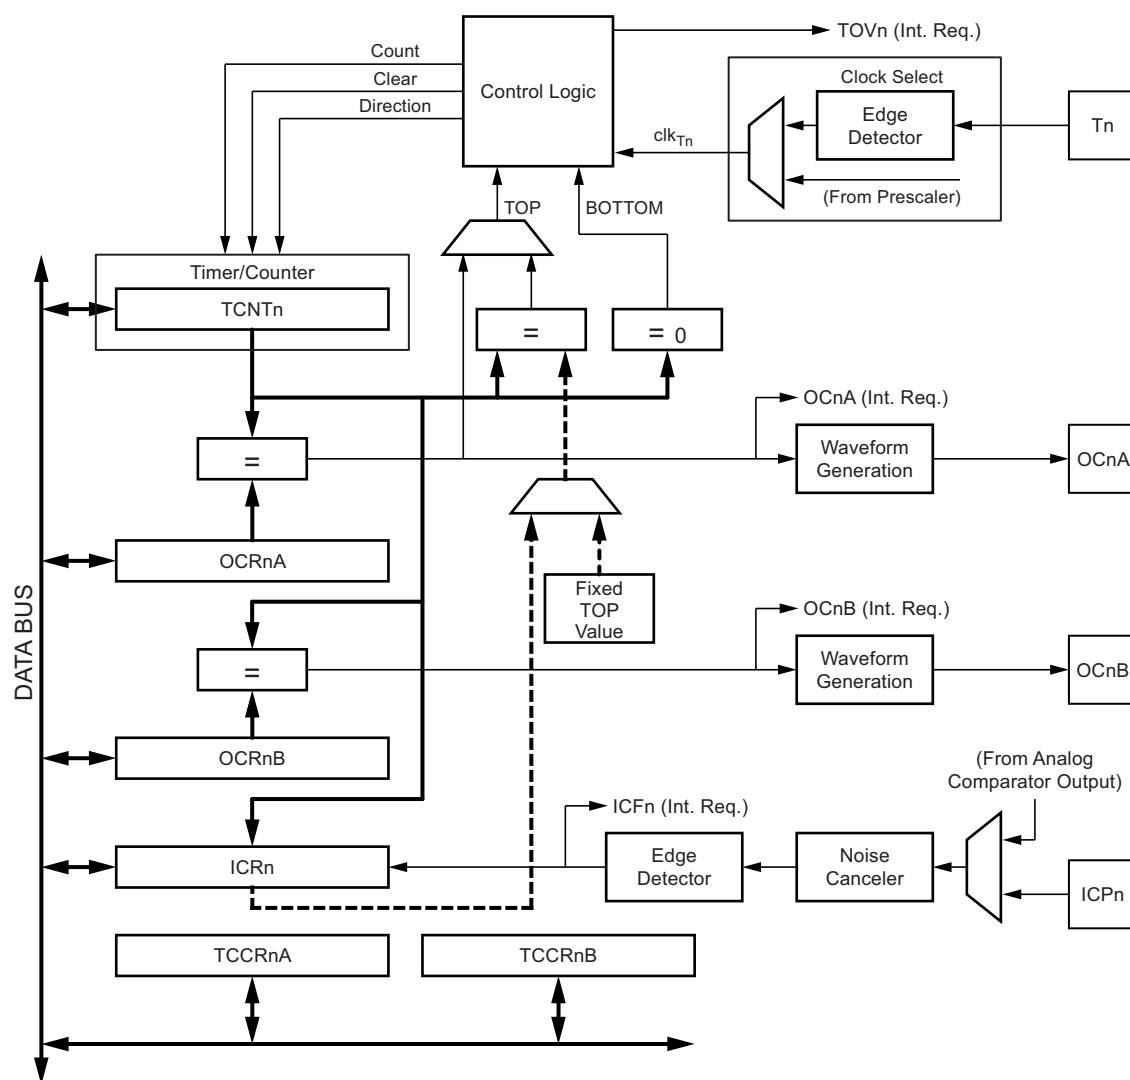 TOVn (Int. Req.)
Count
Clear
Direction
Control Logic
Clock Select
Edge
Detector
Tn
clkTn
(From Prescaler)
TOP
BOTTOM
Timer/Counter
TCNTn
=
= 0
OCnA (Int. Req.)
=
Waveform
Generation
OCnA
OCRnA
Fixed
TOP
Value
DATA BUS
OCnB (Int. Req.)
=
Waveform
Generation
OCnB
OCRnB
(From Analog
Comparator Output)
ICFn (Int. Req.)
ICRn
Edge
Detector
Noise
Canceler
ICPn
TCCRnA
TCCRnB